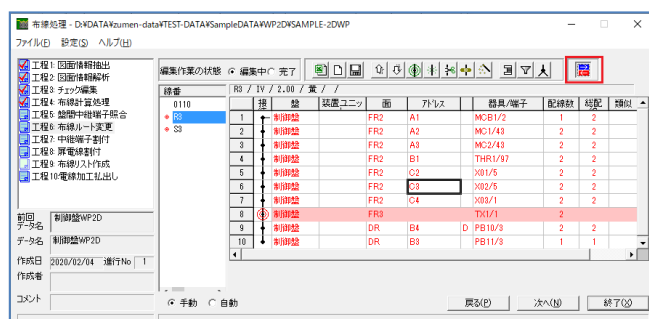 布線処理 - D:¥DATA¥zumen-data¥TEST-DATA¥SampleDATA¥WP2D¥SAMPLE-2DWP
ファイル(F) 設定(S) ヘルプ(H)
工程1: 図面情報抽出
工程2: 図面情報解析
工程3: チェック編集
工程4: 布線計算処理
工程5: 盤間中継端子照合
工程6: 布線ルート変更
工程7: 中継端子割付
工程8: 扉電線割付
工程9: 布線リスト作成
工程10:電線加工払出し
前回データ名 制御盤WP2D
データ名 制御盤WP2D
作成日 2020/02/04 進行No 1
作成者
コメント
編集作業の状態 編集中 完了
線番
0110
R3
S3
R3 / IV / 2.00 / 黄 / /
接 盤 装置ユニッ 面 アドレス 器具/端子 配線数 総配 類似
1 制御盤 FR2 A1 MCB1/2 1 2
2 制御盤 FR2 A2 MC1/43 2 2
3 制御盤 FR2 A3 MC2/43 2 2
4 制御盤 FR2 B1 THR1/97 2 2
5 制御盤 FR2 C2 X01/5 2 2
6 制御盤 FR2 C3 X02/5 2 2
7 制御盤 FR2 C4 X03/1 2 2
8 制御盤 FR3 TX1/1 2
9 制御盤 DR B4 D PB10/3 2 2
10 制御盤 DR B3 PB11/3 1 1
手動 自動
戻る(P) 次へ(N) 終了(X)